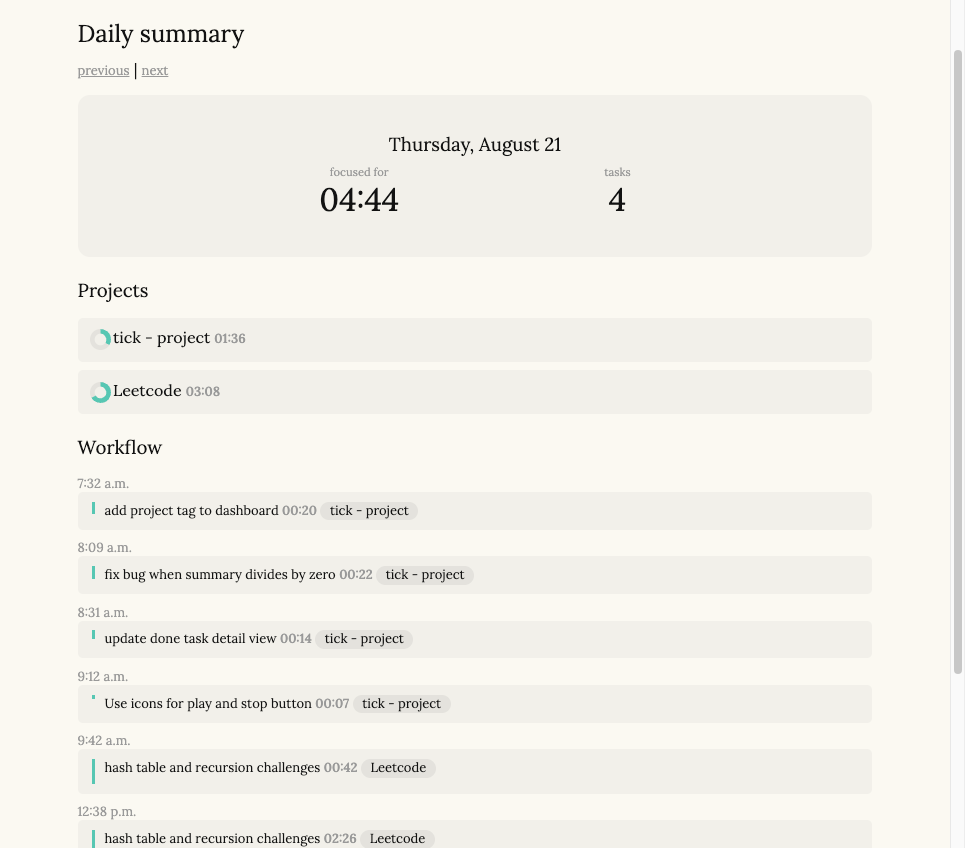 Daily summary
previous | next
Thursday, August 21
focused for tasks
04:44 4
Projects
tick - project 01:36
Leetcode 03:08
Workflow
7:32 a.m.
add project tag to dashboard 00:20 tick - project
8:09 a.m.
fix bug when summary divides by zero 00:22 tick - project
8:31 a.m.
update done task detail view 00:14 tick - project
9:12 a.m.
Use icons for play and stop button 00:07 tick - project
9:42 a.m.
hash table and recursion challenges 00:42 Leetcode
12:38 p.m.
hash table and recursion challenges 02:26 Leetcode